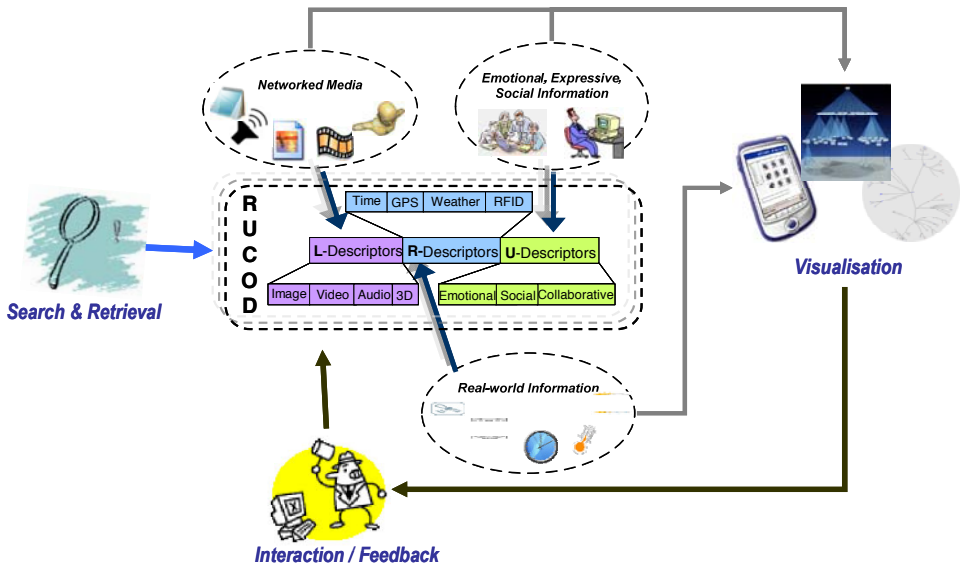 Networked Media
Emotional, Expressive,
Social Information
R
U
C
O
D
Time GPS Weather RFID
L-Descriptors R-Descriptors U-Descriptors
Image Video Audio 3D
Emotional Social Collaborative
Search & Retrieval
Visualisation
Real-world Information
Interaction / Feedback